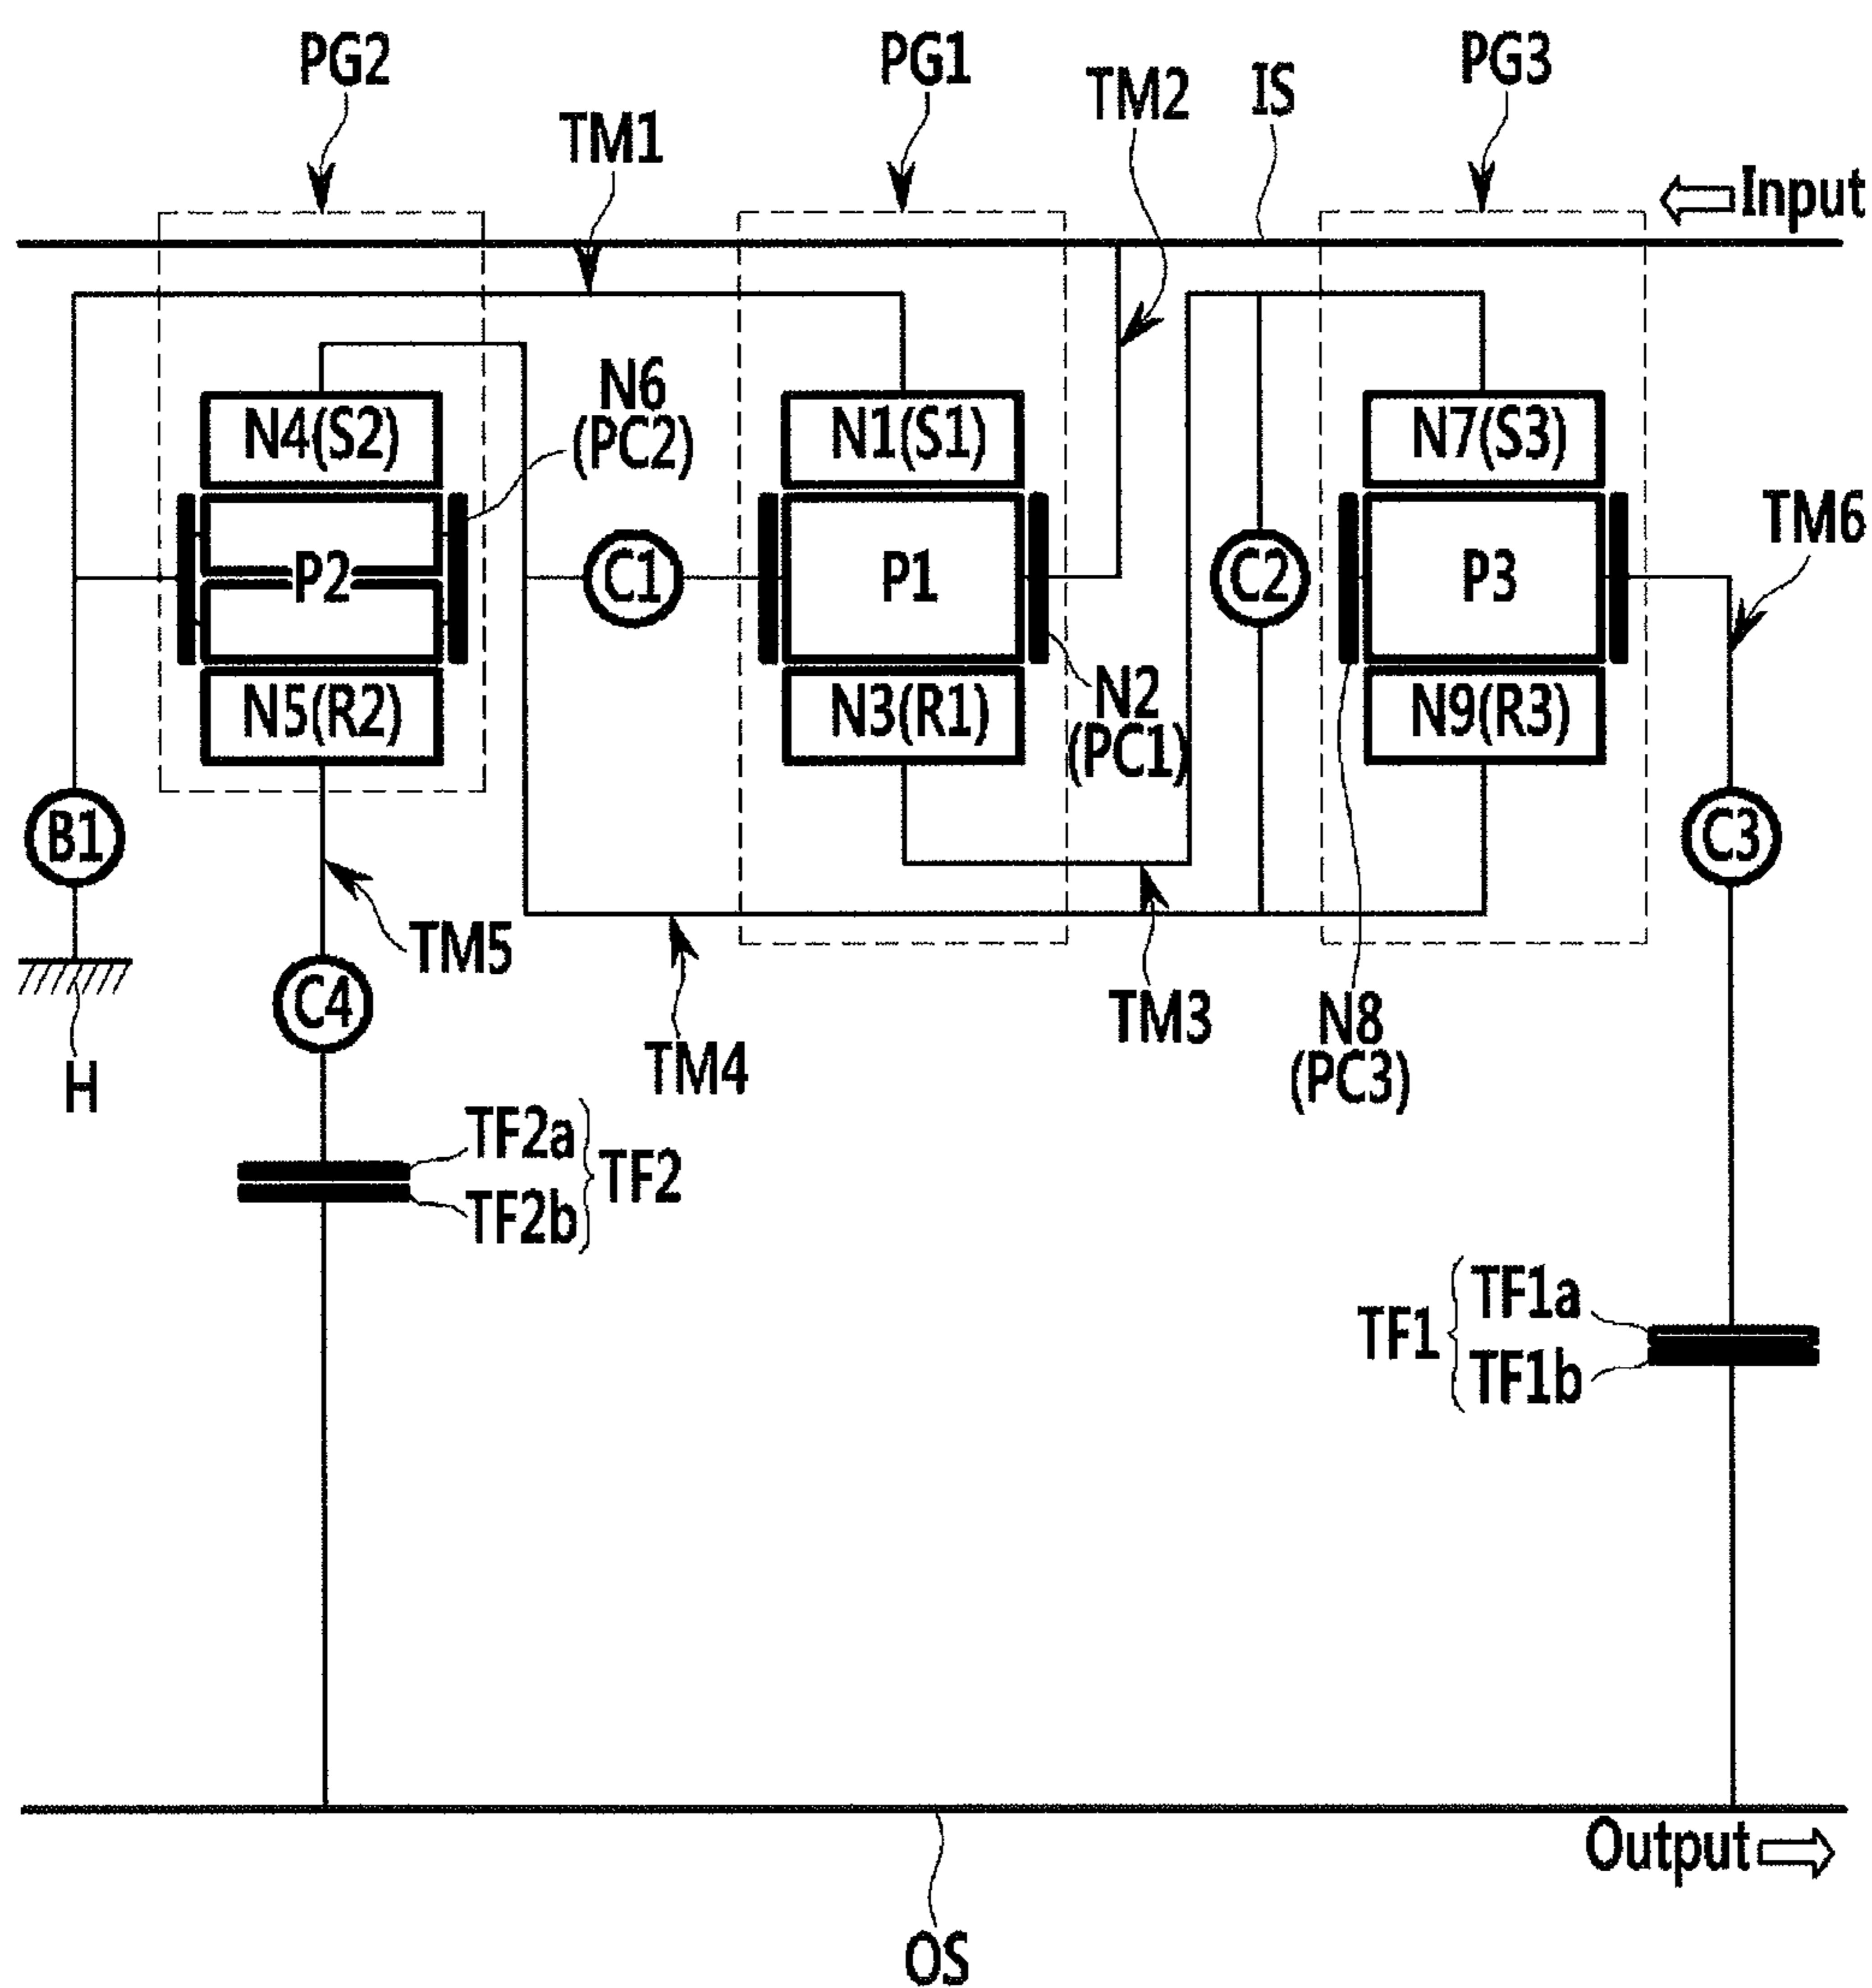 PG2
PG1
PG3
TM1
TM2
IS
Input
N4(S2)
N6
(PC2)
N1(S1)
N7(S3)
TM6
P2
C1
P1
C2
P3
N5(R2)
N3(R1)
N2
(PC1)
N9(R3)
B1
C3
TM5
C4
TM3
N8
(PC3)
TM4
H
TF2a
TF2
TF2b
TF1a
TF1
TF1b
Output
OS